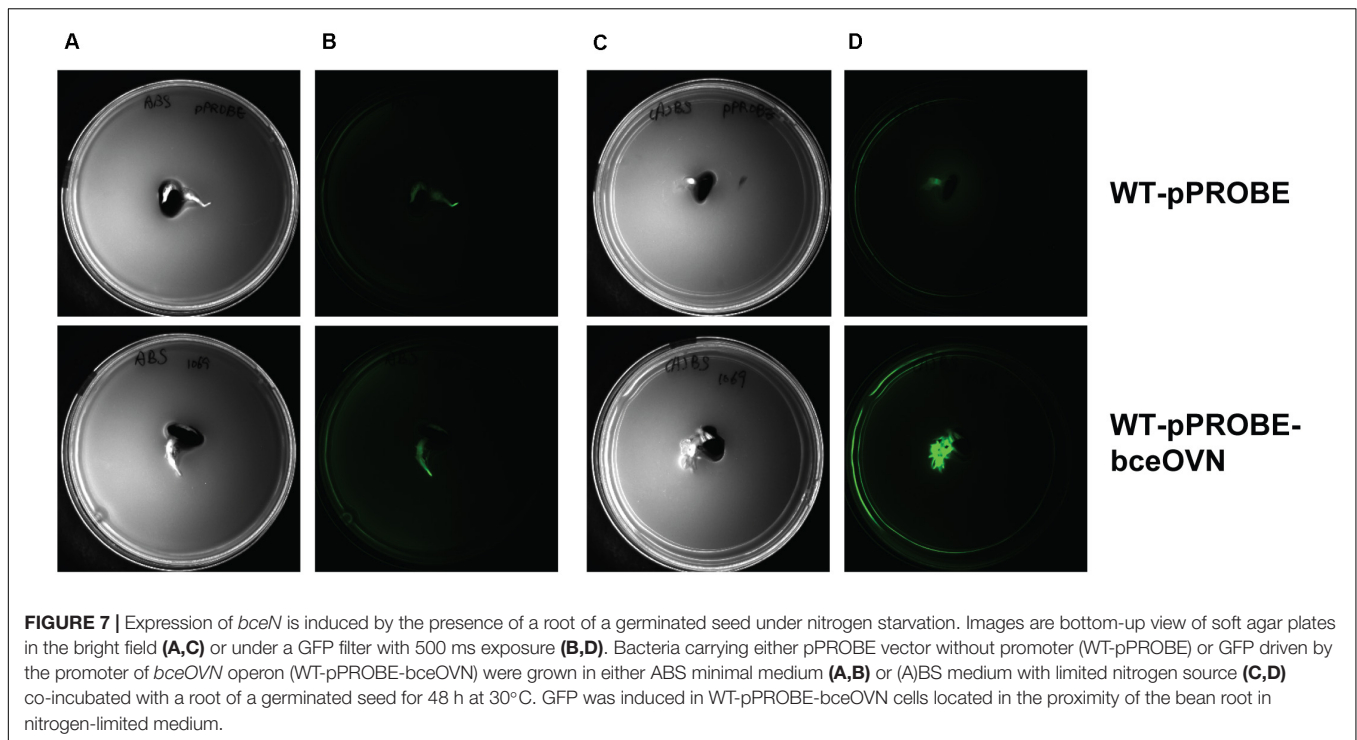 A
B
C
D
ABS pPROBE
(A)BS pPROBE
WT-pPROBE
ABS 1069
(A)BS 1069
WT-pPROBE-
bceOVN
FIGURE 7 | Expression of bceN is induced by the presence of a root of a germinated seed under nitrogen starvation. Images are bottom-up view of soft agar plates
in the bright field (A,C) or under a GFP filter with 500 ms exposure (B,D). Bacteria carrying either pPROBE vector without promoter (WT-pPROBE) or GFP driven by
the promoter of bceOVN operon (WT-pPROBE-bceOVN) were grown in either ABS minimal medium (A,B) or (A)BS medium with limited nitrogen source (C,D)
co-incubated with a root of a germinated seed for 48 h at 30°C. GFP was induced in WT-pPROBE-bceOVN cells located in the proximity of the bean root in
nitrogen-limited medium.